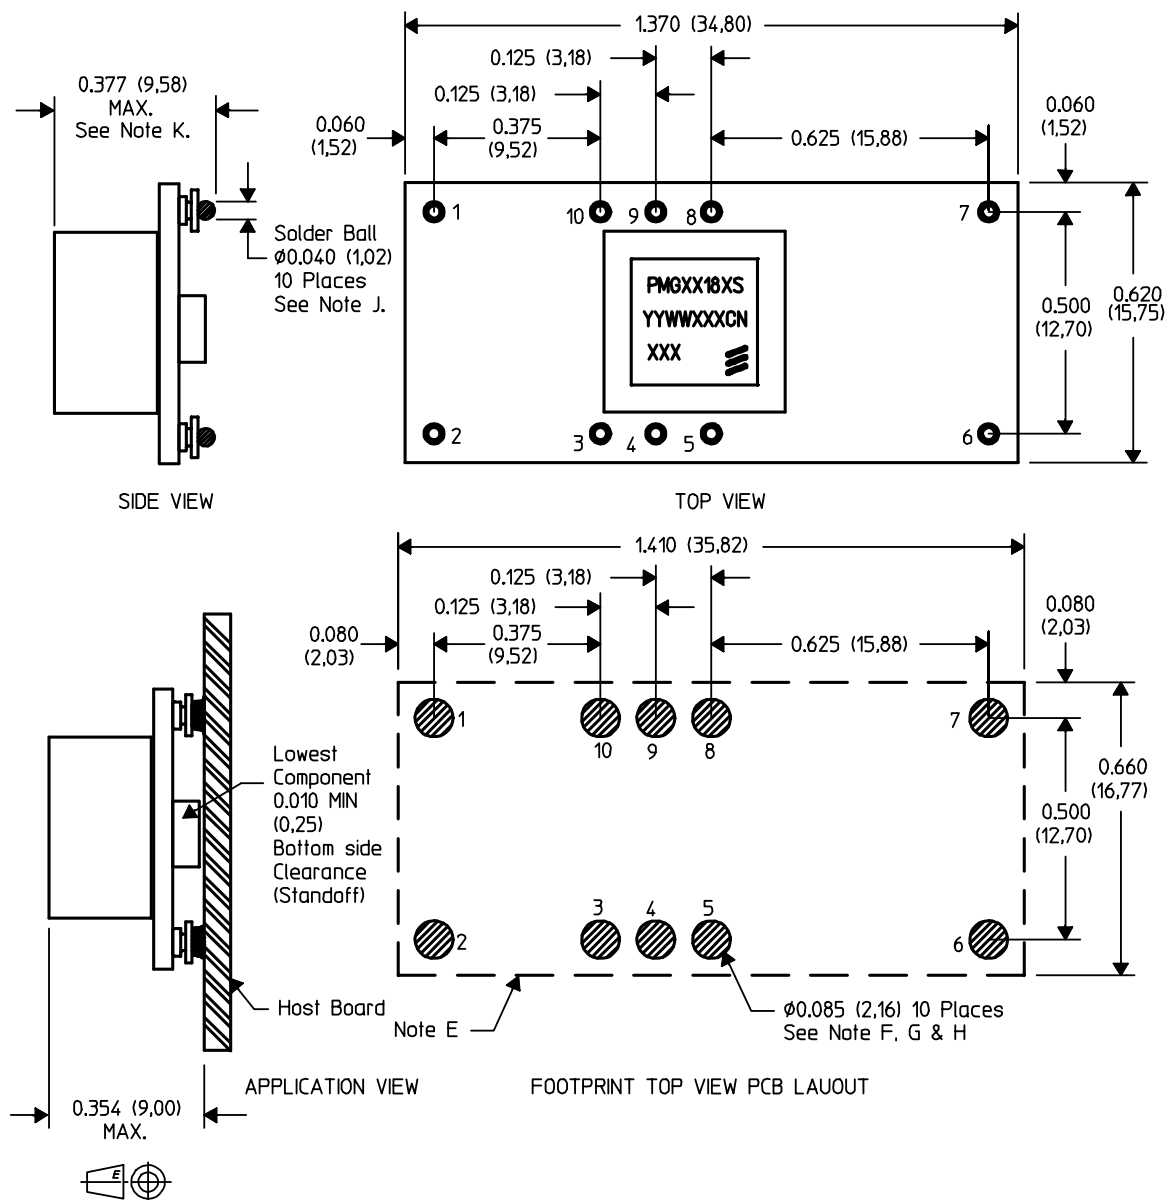 1.370 (34,80)
0.125 (3,18)
0.125 (3,18)
0.377 (9,58)
MAX.
See Note K.
0.060
(1,52)
0.375
(9,52)
0.625 (15,88)
0.060
(1,52)
1
10
9
8
7
Solder Ball
Ø0.040 (1,02)
10 Places
See Note J.
PMGXX18XS
YYWWXXXCN
XXX
0.500
(12,70)
0.620
(15,75)
2
3
4
5
6
SIDE VIEW
TOP VIEW
1.410 (35,82)
0.125 (3,18)
0.125 (3,18)
0.080
(2,03)
0.375
(9,52)
0.625 (15,88)
0.080
(2,03)
1
10
9
8
7
Lowest
Component
0.010 MIN
(0,25)
Bottom side
Clearance
(Standoff)
0.500
(12,70)
0.660
(16,77)
2
3
4
5
6
Host Board
Note E
Ø0.085 (2,16) 10 Places
See Note F, G & H
APPLICATION VIEW
FOOTPRINT TOP VIEW PCB LAUOUT
0.354 (9,00)
MAX.
E